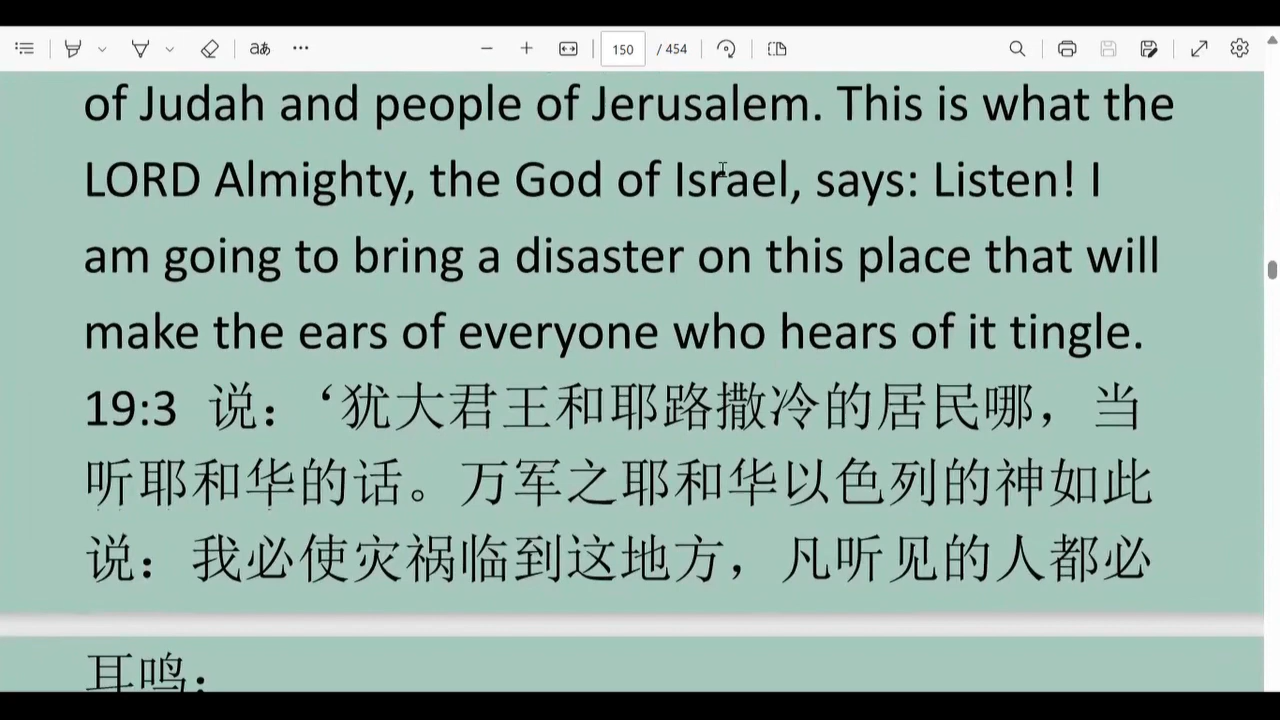 aあ
150 / 454
of Judah and people of Jerusalem. This is what the
LORD Almighty, the God of Israel, says: Listen! I
am going to bring a disaster on this place that will
make the ears of everyone who hears of it tingle.
19:3 说：‘犹大君王和耶路撒冷的居民哪，当
听耶和华的话。万军之耶和华以色列的神如此
说：我必使灾祸临到这地方，凡听见的人都必
耳鸣；